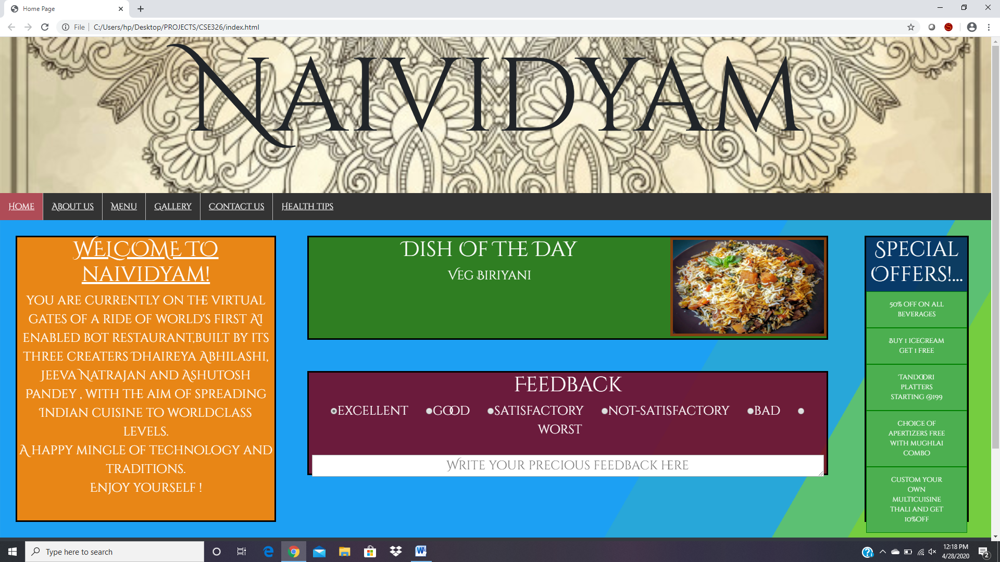 Home Page
File
C:/Users/hp/Desktop/PROJECTS/CSE326/index.html
Naividyam
Home
About us
Menu
Gallery
Contact us
Health tips
WELCOME TO
NAIVIDYAM!
you are currently on the virtual
gates of a ride of world's first AI
enabled bot restaurant,built by its
three creaters Dhaireya Abhilashi,
Jeeva Natrajan and Ashutosh
Pandey , with the aim of spreading
Indian cuisine to worldclass
levels.
A happy mingle of technology and
traditions.
Enjoy yourself !
Dish Of The Day
Veg Biriyani
Feedback
Excellent Good Satisfactory Not-Satisfactory Bad
Worst
Write your precious feedback here
Special
Offers!...
50% off on all
beverages
Buy 1 icecream
get 1 free
Tandoori
platters
starting @199
choice of
apertizers free
with mughlai
combo
custom your
own
multicuisine
thali and get
10%off
Type here to search
12:18 PM
4/28/2020
2